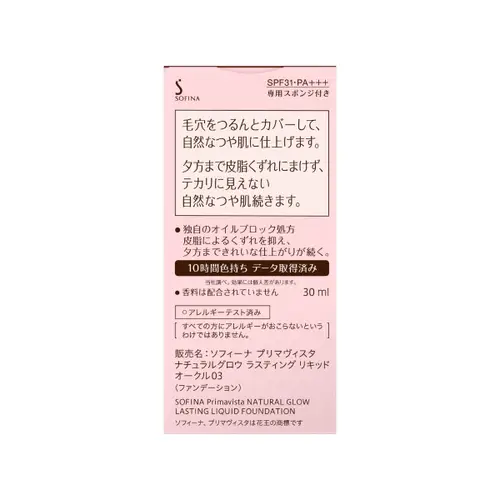 SOFINA
SPF31・PA+++
専用スポンジ付き
毛穴をつるんとカバーして、
自然なつや肌に仕上げます。
夕方まで皮脂くずれにまけず、
テカリに見えない
自然なつや肌続きます。
● 独自のオイルブロック処方
皮脂によるくずれを抑え、
夕方まできれいな仕上がりが続く。
10時間色持ち データ取得済み
当社調べ。効果には個人差があります。
● 香料は配合されていません 30 ml
○アレルギーテスト済み
すべての方にアレルギーがおこらないという
わけではありません。
販売名：ソフィーナ プリマヴィスタ
ナチュラルグロウ ラスティング リキッド
オークル03
（ファンデーション）
SOFINA Primavista NATURAL GLOW
LASTING LIQUID FOUNDATION
ソフィーナ、プリマヴィスタは花王の商標です